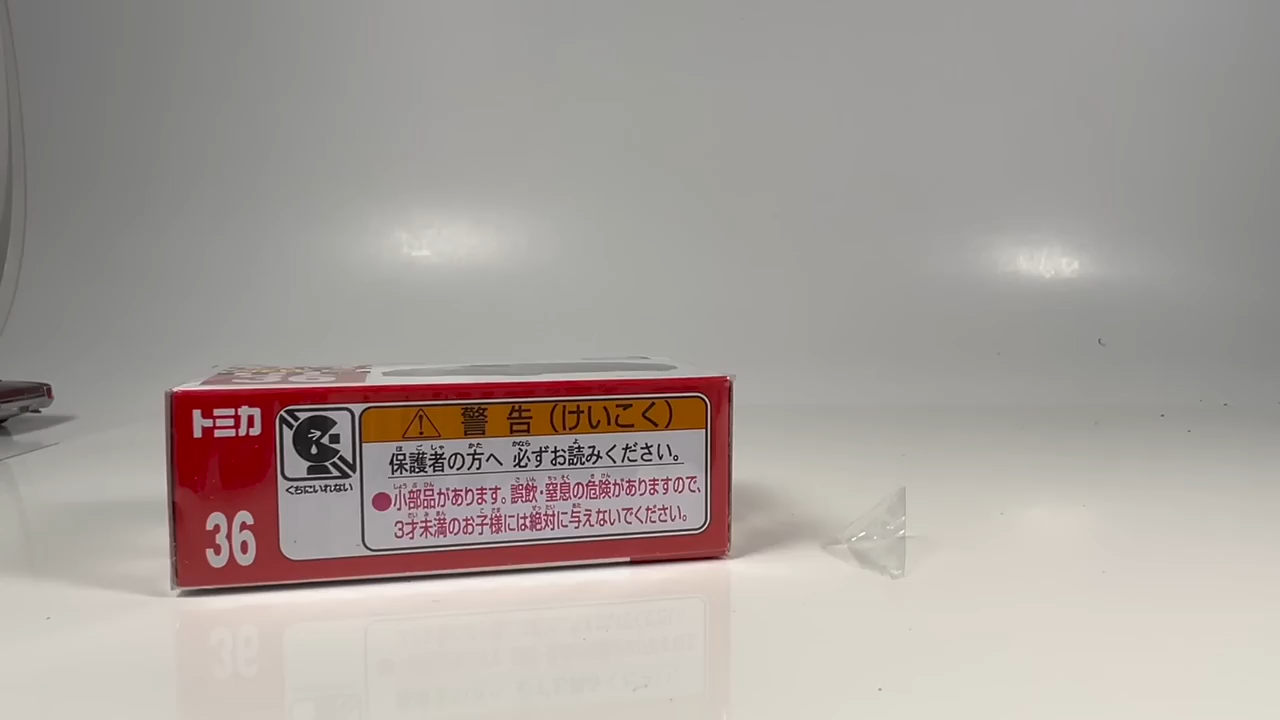 トミカ
36
くちにいれない
警告(けいこく)
保護者の方へ 必ずお読みください。
●小部品があります。誤飲・窒息の危険がありますので、
3才未満のお子様には絶対に与えないでください。